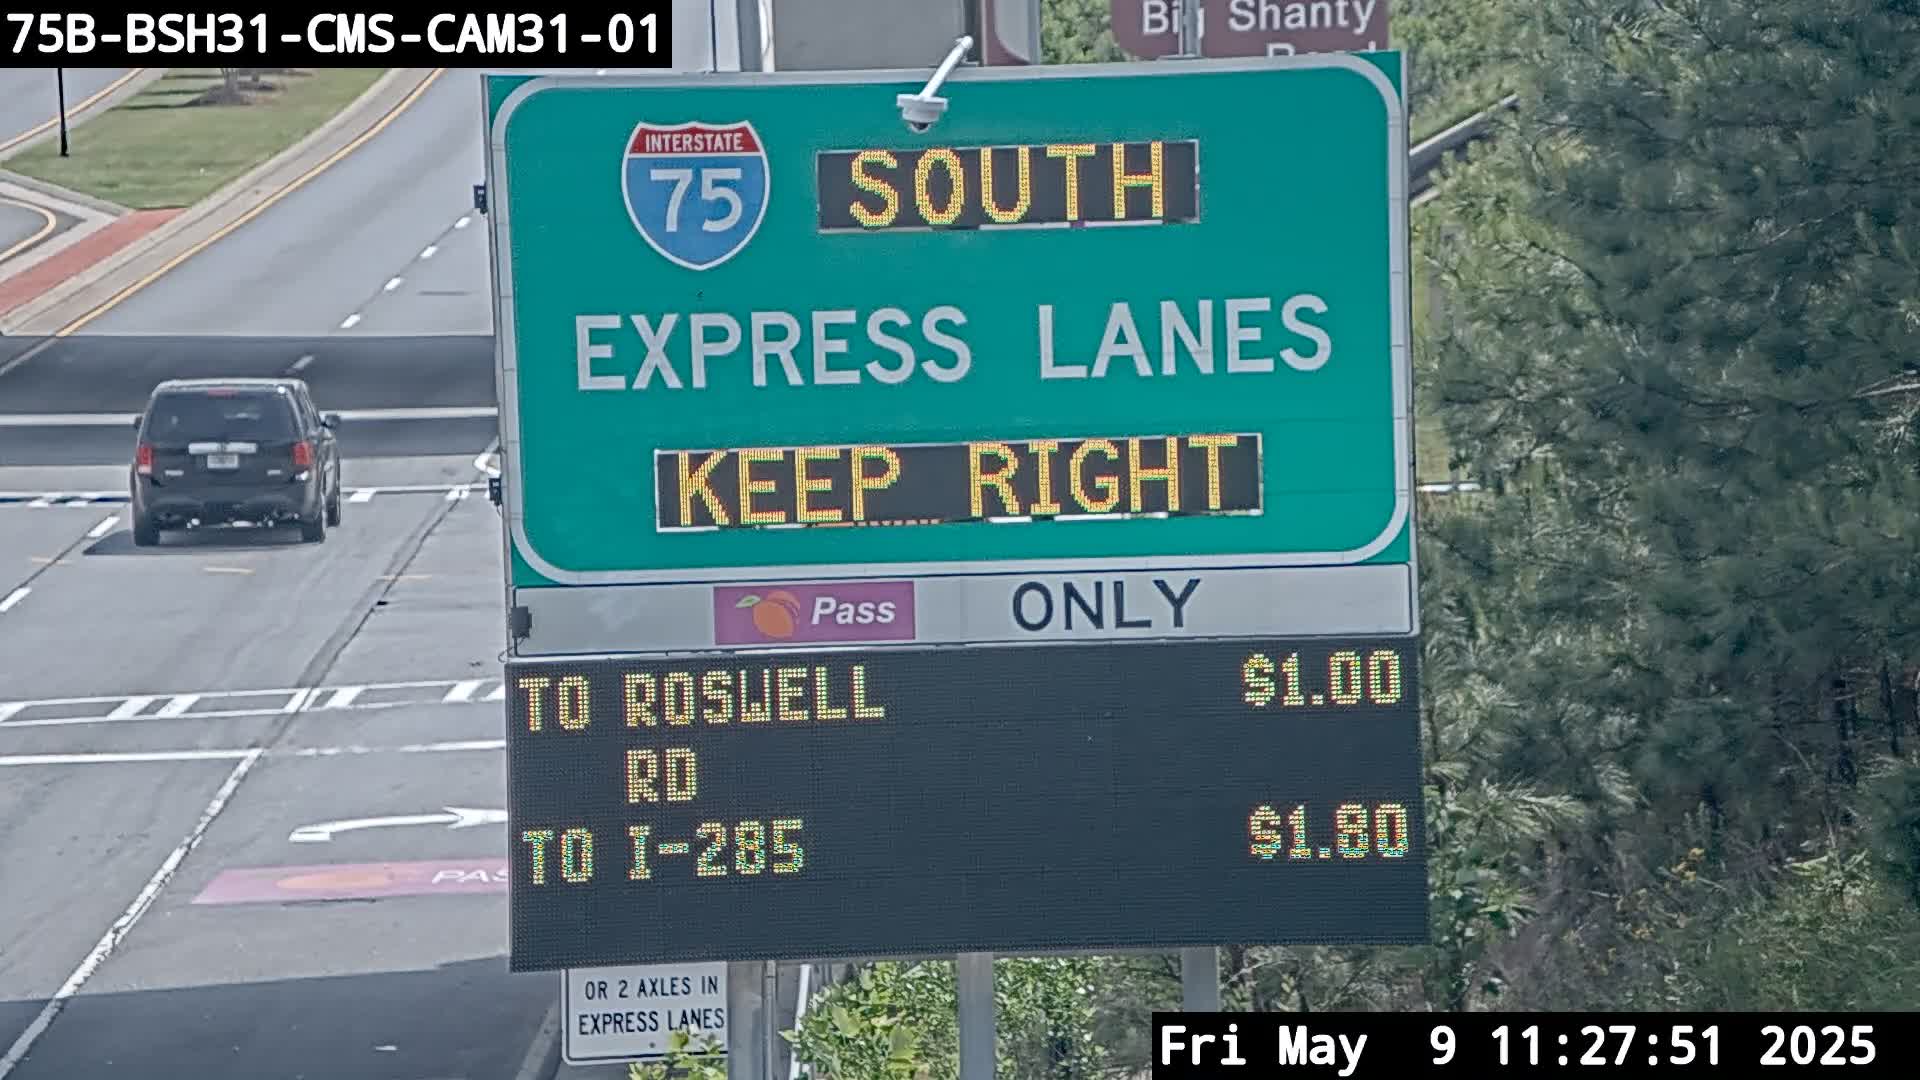 75B-BSH31-CMS-CAM31-01
Big Shanty
Road
INTERSTATE
75
SOUTH
EXPRESS LANES
KEEP RIGHT
Pass ONLY
TO ROSWELL $1.00
RD
TO I-285 $1.80
PAS
OR 2 AXLES IN
EXPRESS LANES
Fri May 9 11:27:51 2025